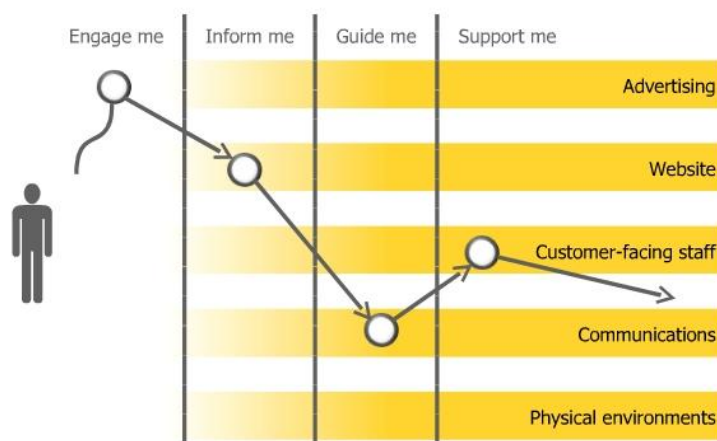 Engage me
Inform me
Guide me
Support me
Advertising
Website
Customer-facing staff
Communications
Physical environments